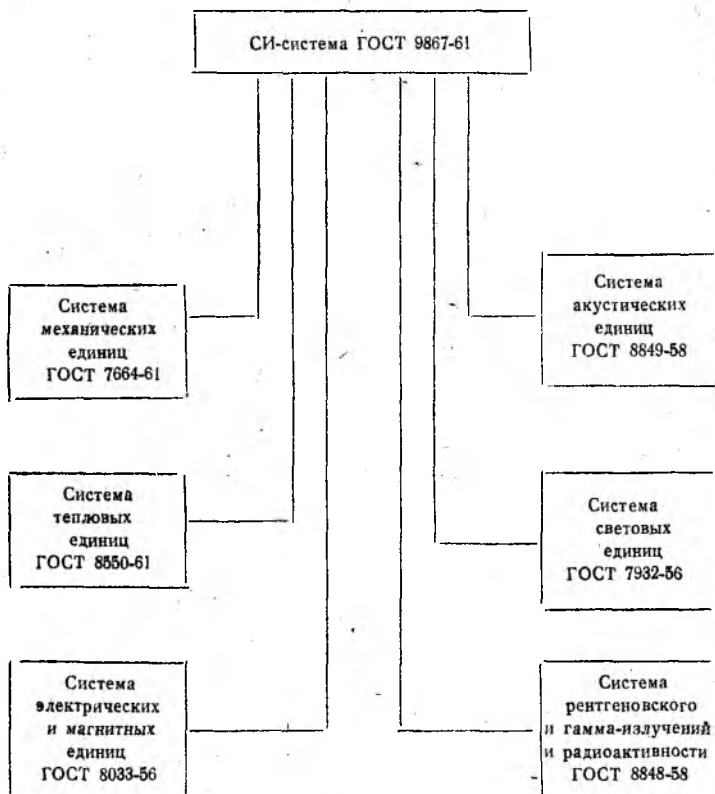 СИ-система ГОСТ 9867-61
Система
механических
единиц
ГОСТ 7664-61
Система
тепловых
единиц
ГОСТ 8550-61
Система
электрических
и магнитных
единиц
ГОСТ 8033-56
Система
акустических
единиц
ГОСТ 8849-58
Система
световых
единиц
ГОСТ 7932-56
Система
рентгеновского
и гамма-излучений
и радиоактивности
ГОСТ 8848-58